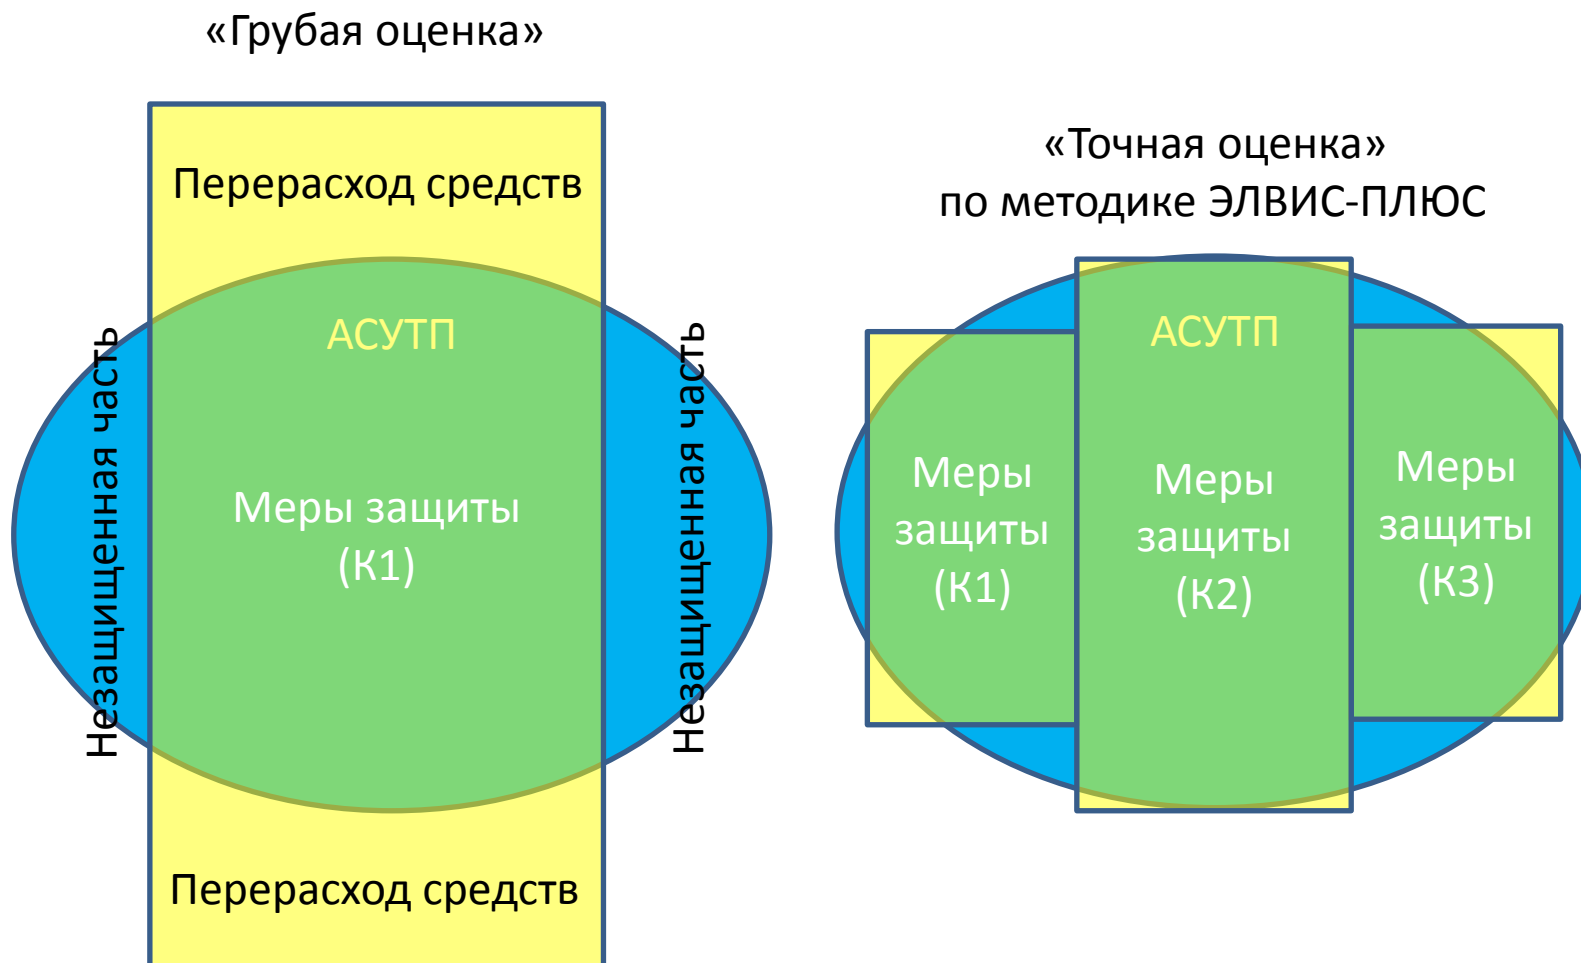 «Грубая оценка»
Перерасход средств
АСУТП
Незащищенная часть
Меры защиты
(К1)
Незащищенная часть
Перерасход средств
«Точная оценка»
по методике ЭЛВИС-ПЛЮС
АСУТП
Меры
защиты
(К1)
Меры
защиты
(К2)
Меры
защиты
(К3)